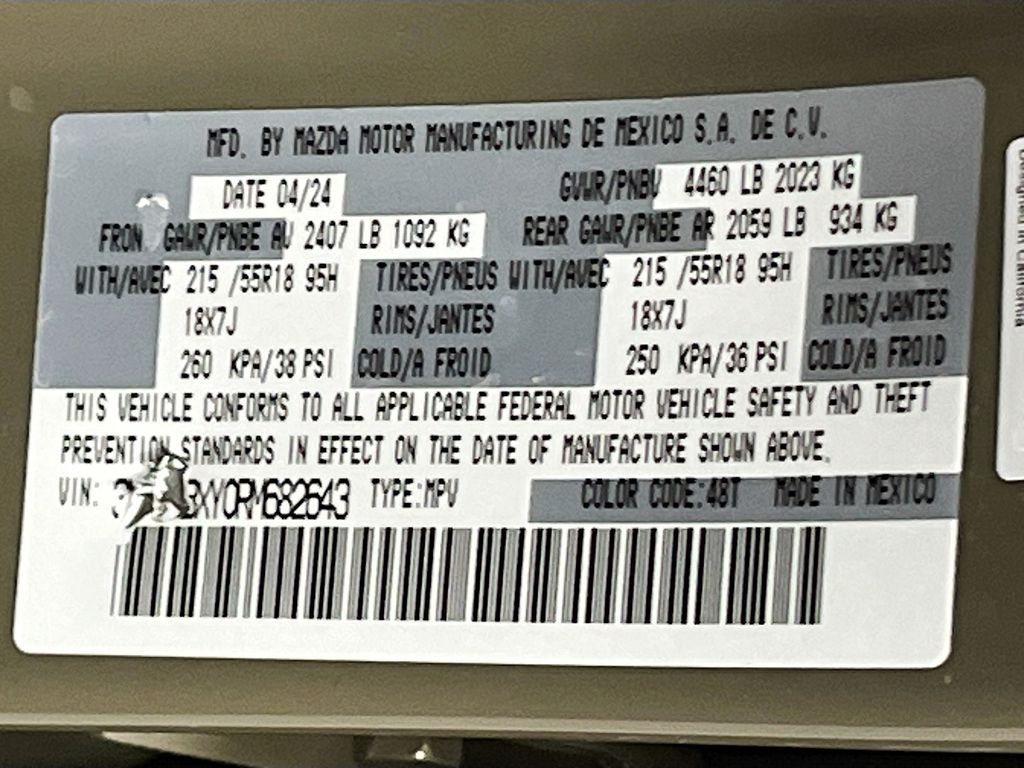 MFD. BY MAZDA MOTOR MANUFACTURING DE MEXICO S.A. DE C.V.
DATE 04/24 GVWR/PNBV 4460 LB 2023 KG
FRON GAWR/PNBE AV 2407 LB 1092 KG REAR GAWR/PNBE AR 2059 LB 934 KG
WITH/AVEC 215 /55R18 95H TIRES/PNEUS WITH/AVEC 215 /55R18 95H TIRES/PNEUS
18X7J RIMS/JANTES 18X7J RIMS/JANTES
260 KPA/38 PSI COLD/A FROID 250 KPA/36 PSI COLD/A FROID
THIS VEHICLE CONFORMS TO ALL APPLICABLE FEDERAL MOTOR VEHICLE SAFETY AND THEFT
PREVENTION STANDARDS IN EFFECT ON THE DATE OF MANUFACTURE SHOWN ABOVE.
VIN: TYPE:MPV COLOR CODE:48T MADE IN MEXICO
Designed in California